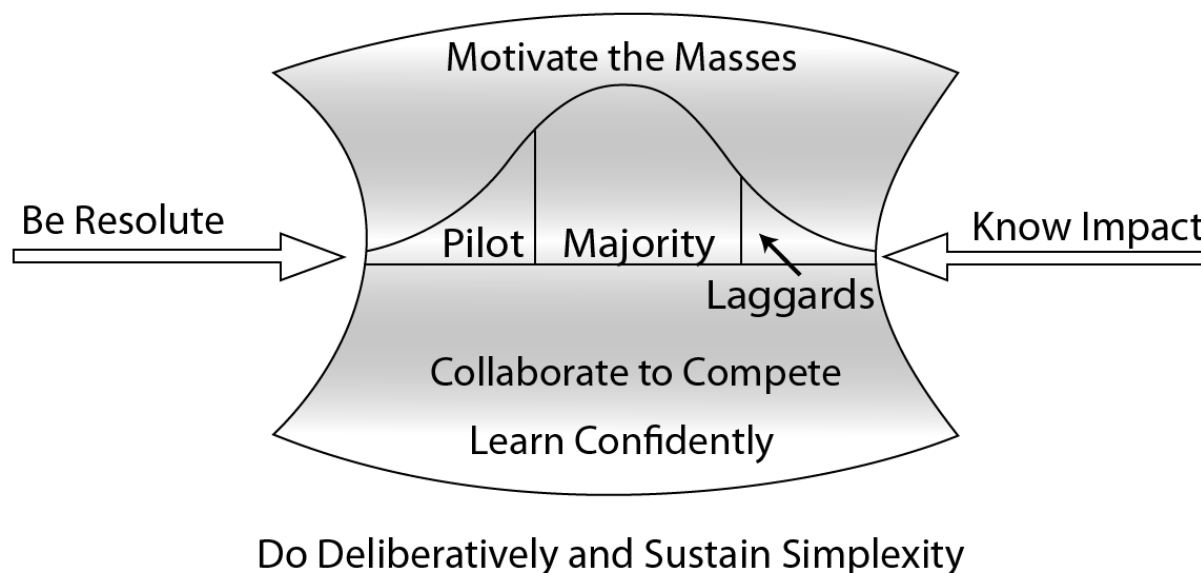 Motivate the Masses
Be Resolute
Know Impact
Pilot
Majority
Laggards
Collaborate to Compete
Learn Confidently
Do Deliberatively and Sustain Simplexity